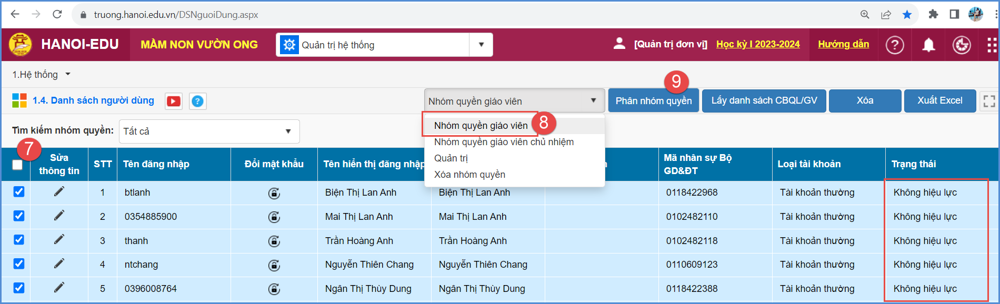 truong.hanoi.edu.vn/DSNguoiDung.aspx
HANOI-EDU
MẦM NON VƯỜN ONG
Quản trị hệ thống
[Quản trị đơn vị]
Học kỳ I 2023-2024
Hướng dẫn
?
1.Hệ thống
1.4. Danh sách người dùng
?
Nhóm quyền giáo viên
9
Phân nhóm quyền
Lấy danh sách CBQL/GV
Xóa
Xuất Excel
Nhóm quyền giáo viên
8
Nhóm quyền giáo viên chủ nhiệm
Quản trị
Xóa nhóm quyền
Tìm kiếm nhóm quyền:
Tất cả
7
Sửa thông tin
STT
Tên đăng nhập
Đổi mật khẩu
Tên hiển thị đăng nhập
Mã nhân sự Bộ GD&ĐT
Loại tài khoản
Trạng thái
1 btlanh Biện Thị Lan Anh Biện Thị Lan Anh 0118422968 Tài khoản thường Không hiệu lực
2 0354885900 Mai Thị Lan Anh Mai Thị Lan Anh 0102482110 Tài khoản thường Không hiệu lực
3 thanh Trần Hoàng Anh Trần Hoàng Anh 0102482118 Tài khoản thường Không hiệu lực
4 ntchang Nguyễn Thiên Chang Nguyễn Thiên Chang 0110609123 Tài khoản thường Không hiệu lực
5 0396008764 Ngân Thị Thùy Dung Ngân Thị Thùy Dung 0118422388 Tài khoản thường Không hiệu lực